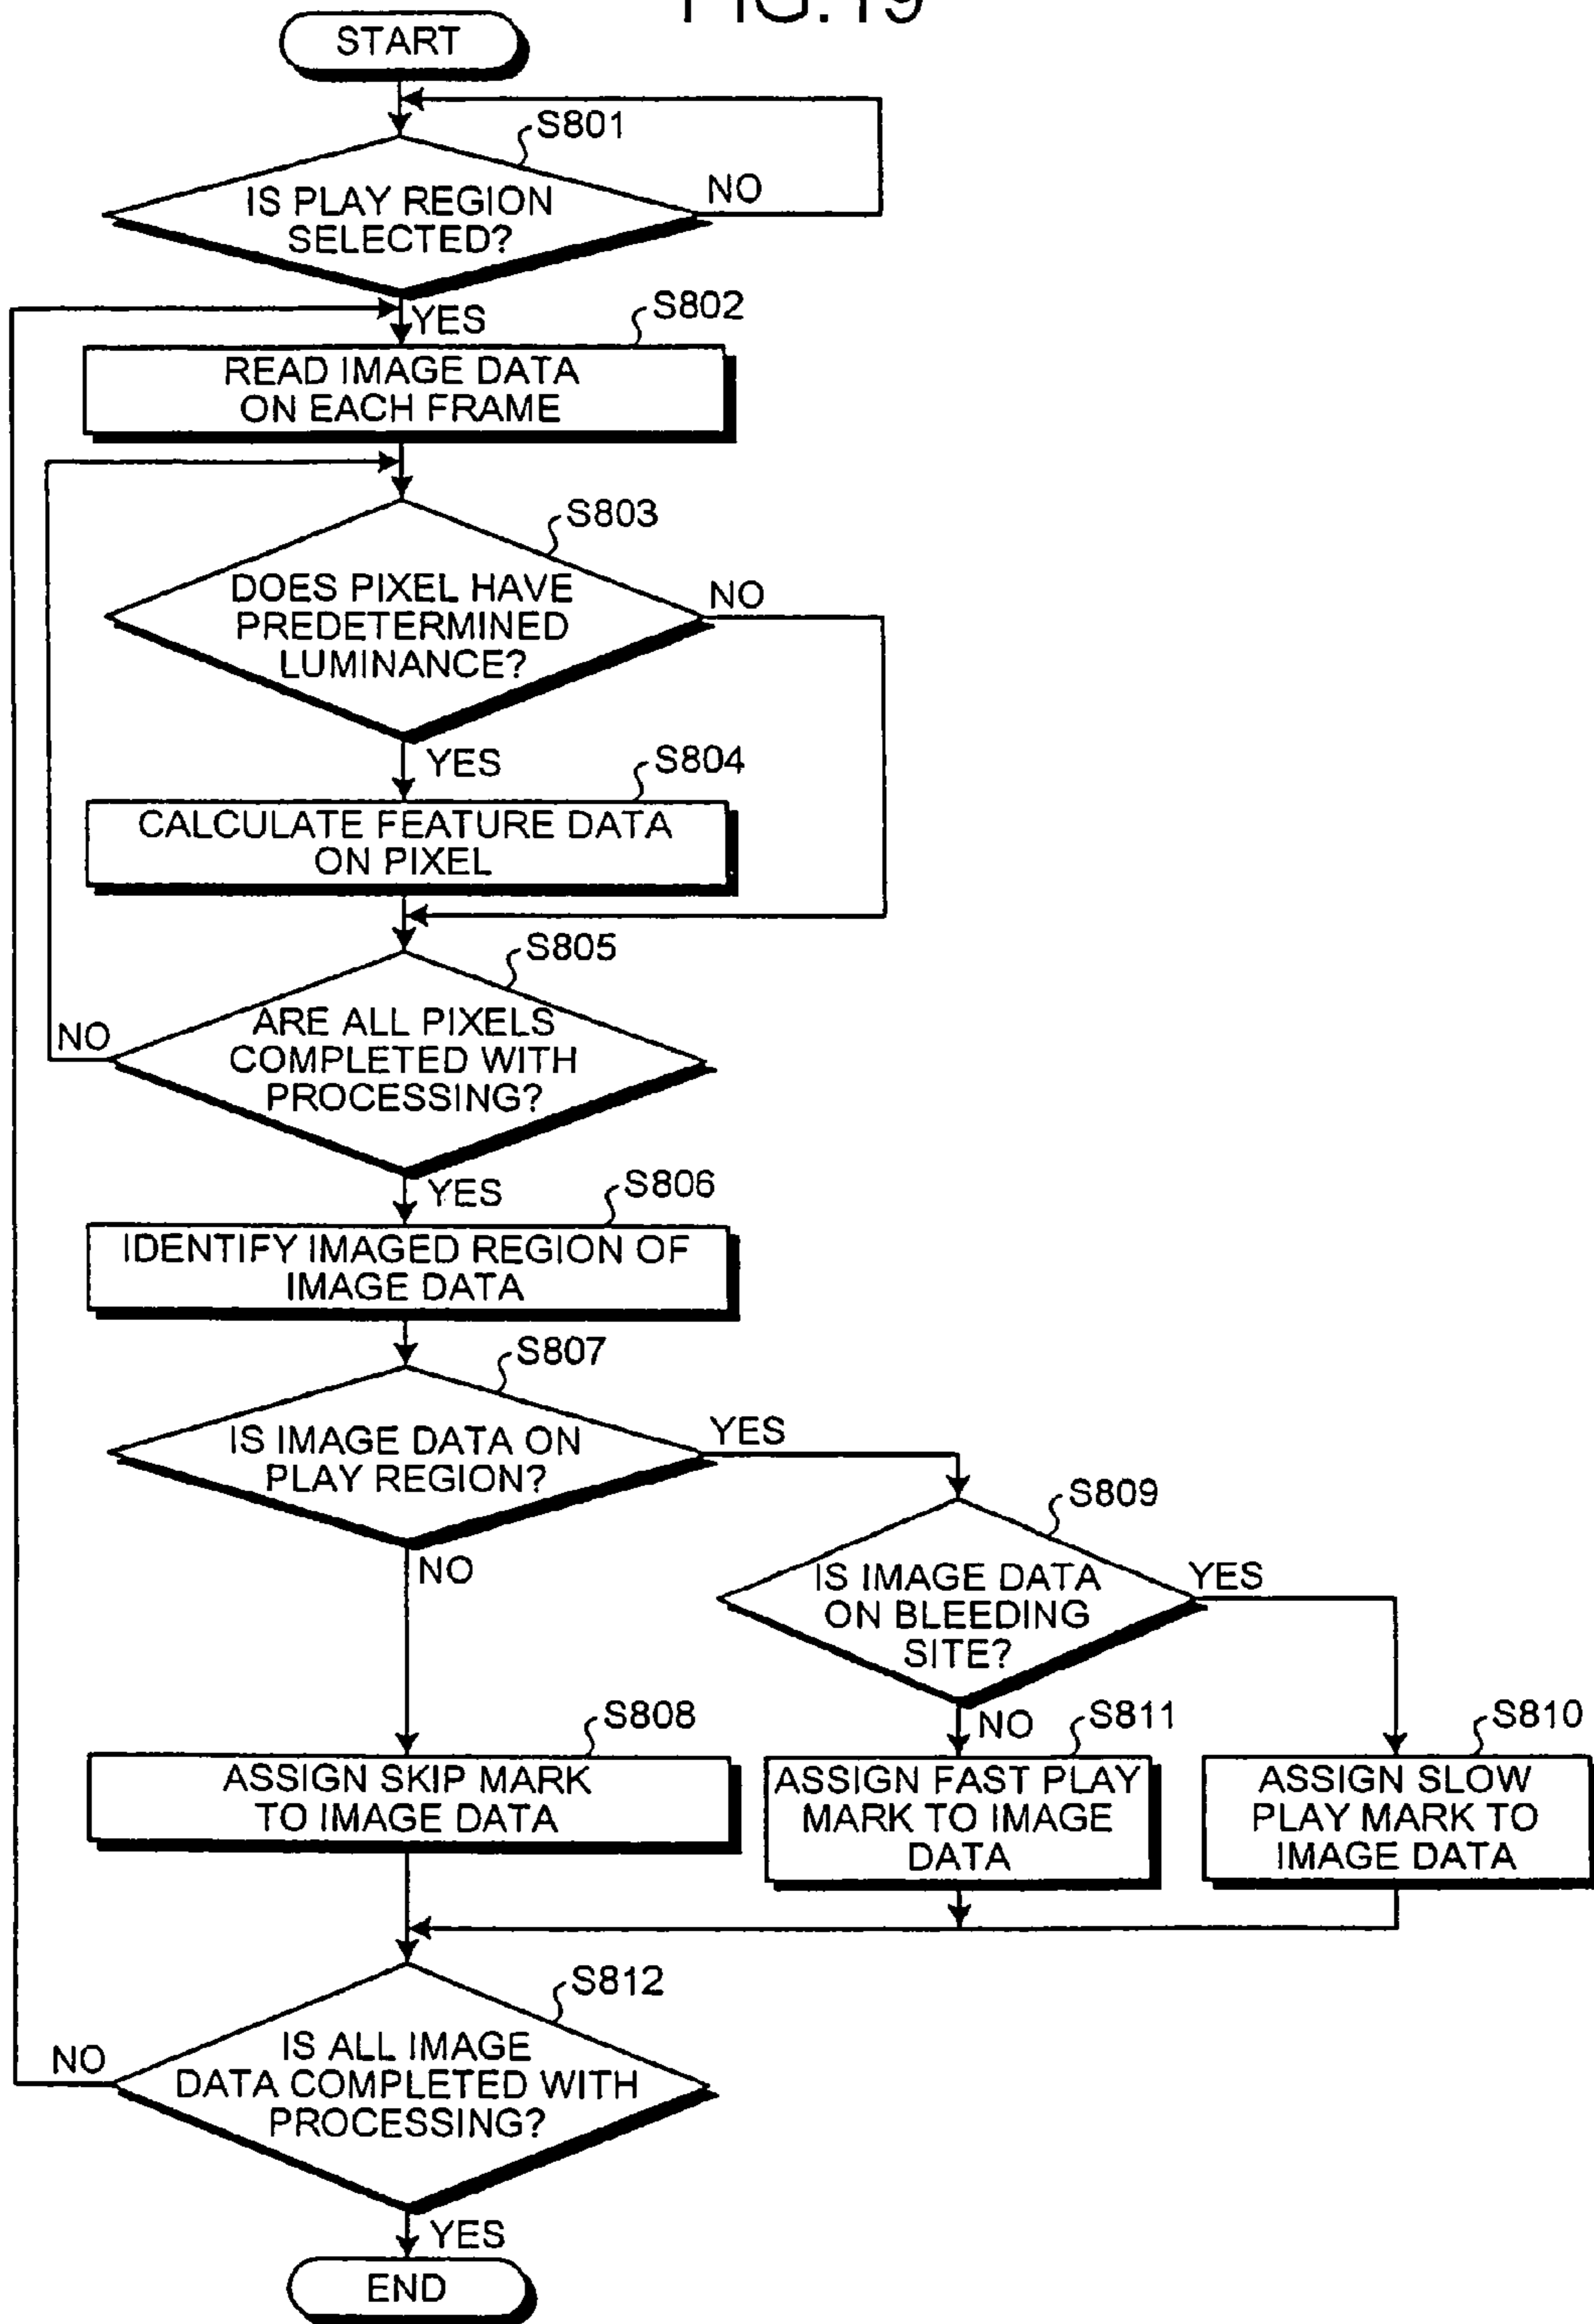 FIG.19
START
S801
IS PLAY REGION
SELECTED?
NO
YES
S802
READ IMAGE DATA
ON EACH FRAME
S803
DOES PIXEL HAVE
PREDETERMINED
LUMINANCE?
NO
YES
S804
CALCULATE FEATURE DATA
ON PIXEL
S805
ARE ALL PIXELS
COMPLETED WITH
PROCESSING?
NO
YES
S806
IDENTIFY IMAGED REGION OF
IMAGE DATA
S807
IS IMAGE DATA ON
PLAY REGION?
YES
NO
S809
IS IMAGE DATA
ON BLEEDING
SITE?
YES
NO
S808
ASSIGN SKIP MARK
TO IMAGE DATA
S811
ASSIGN FAST PLAY
MARK TO IMAGE
DATA
S810
ASSIGN SLOW
PLAY MARK TO
IMAGE DATA
S812
IS ALL IMAGE
DATA COMPLETED WITH
PROCESSING?
NO
YES
END